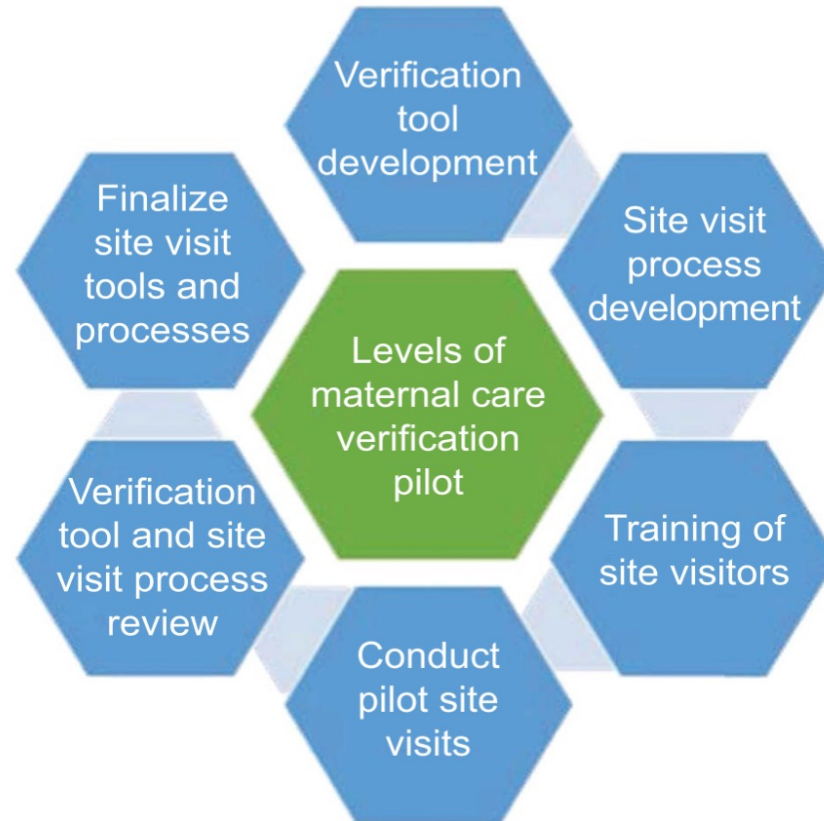 Verification
tool
development
Site visit
process
development
Training of
site visitors
Conduct
pilot site
visits
Verification
tool and site
visit process
review
Finalize
site visit
tools and
processes
Levels of
maternal care
verification
pilot